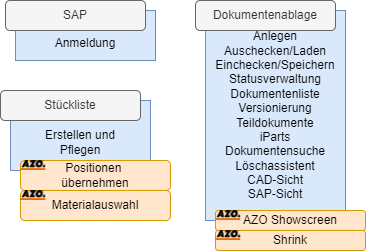 SAP
Anmeldung
Stückliste
Erstellen und
Pflegen
AZO.
Positionen
übernehmen
AZO.
Materialauswahl
Dokumentenablage
Anlegen
Auschecken/Laden
Einchecken/Speichern
Statusverwaltung
Dokumentenliste
Versionierung
Teildokumente
iParts
Dokumentensuche
Löschassistent
CAD-Sicht
SAP-Sicht
AZO.
AZO Showscreen
AZO.
Shrink